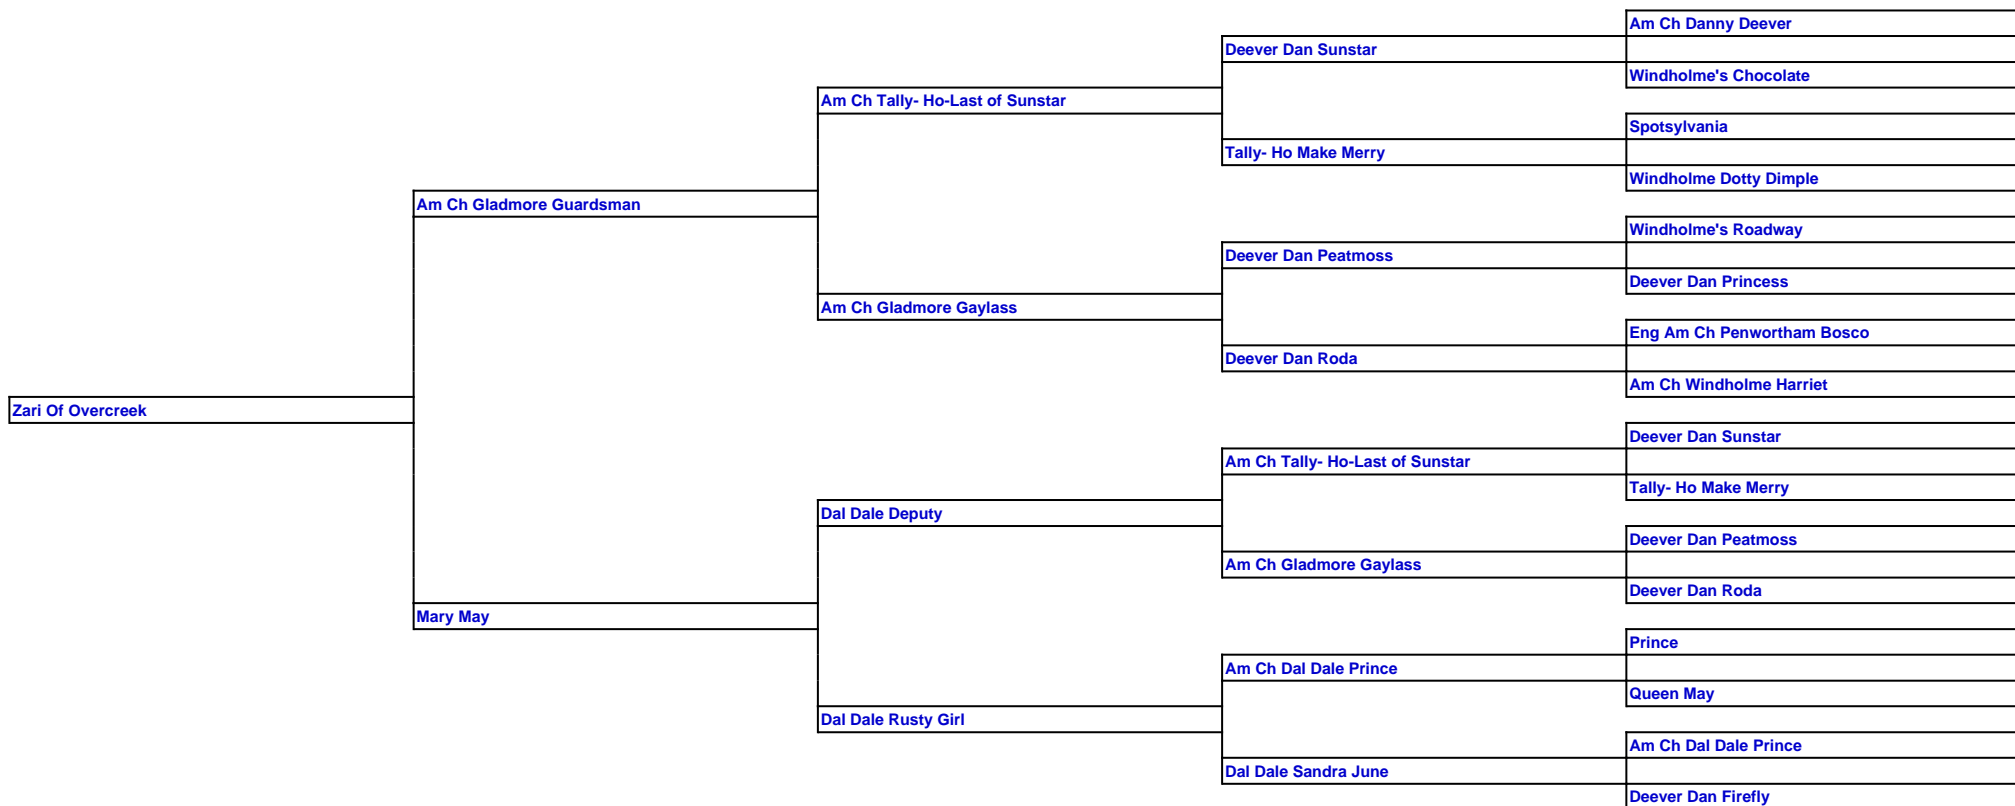 Am Ch Danny Deever
Deever Dan Sunstar
Windholme's Chocolate
Am Ch Tally- Ho-Last of Sunstar
Spotsylvania
Tally- Ho Make Merry
Windholme Dotty Dimple
Am Ch Gladmore Guardsman
Windholme's Roadway
Deever Dan Peatmoss
Deever Dan Princess
Am Ch Gladmore Gaylass
Eng Am Ch Penwortham Bosco
Deever Dan Roda
Am Ch Windholme Harriet
Zari Of Overcreek
Deever Dan Sunstar
Am Ch Tally- Ho-Last of Sunstar
Tally- Ho Make Merry
Dal Dale Deputy
Deever Dan Peatmoss
Am Ch Gladmore Gaylass
Deever Dan Roda
Mary May
Prince
Am Ch Dal Dale Prince
Queen May
Dal Dale Rusty Girl
Am Ch Dal Dale Prince
Dal Dale Sandra June
Deever Dan Firefly